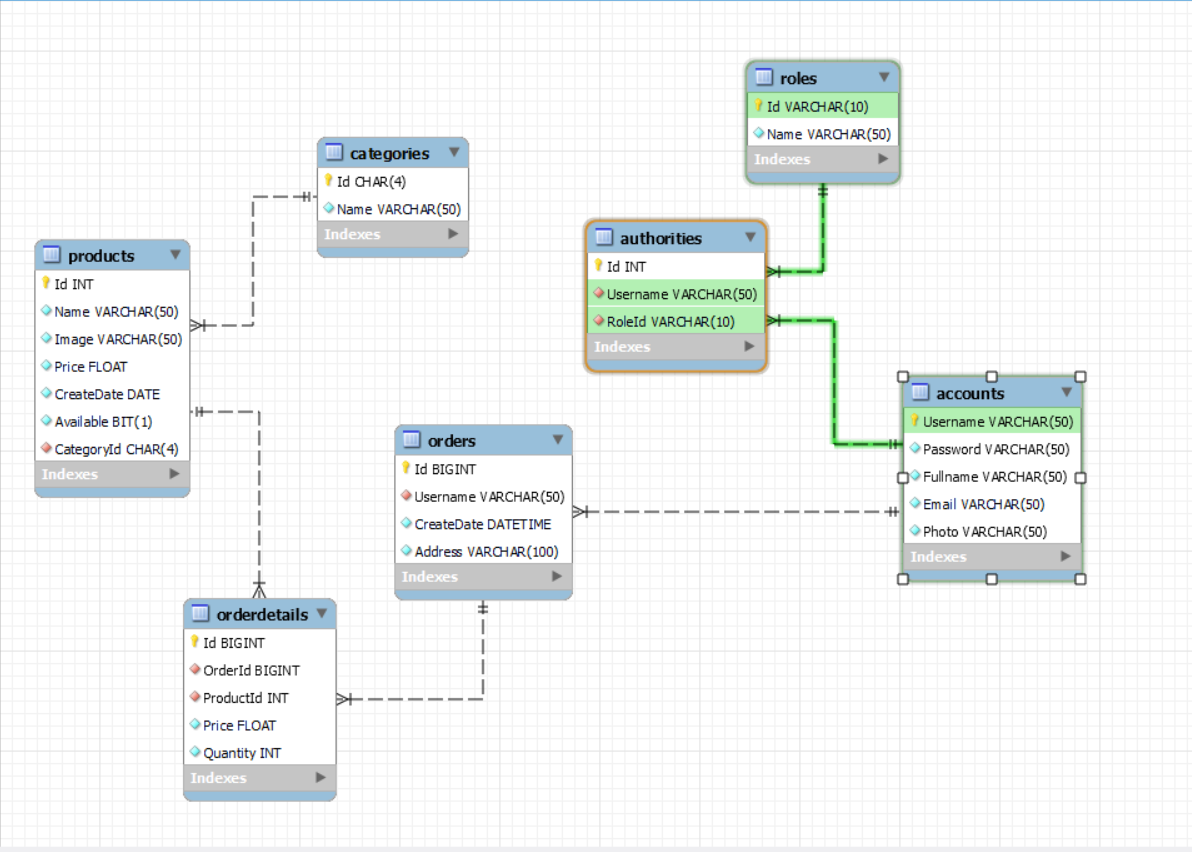 roles
Id VARCHAR(10)
Name VARCHAR(50)
Indexes
categories
Id CHAR(4)
Name VARCHAR(50)
Indexes
authorities
Id INT
Username VARCHAR(50)
RoleId VARCHAR(10)
Indexes
products
Id INT
Name VARCHAR(50)
Image VARCHAR(50)
Price FLOAT
CreateDate DATE
Available BIT(1)
CategoryId CHAR(4)
Indexes
accounts
Username VARCHAR(50)
Password VARCHAR(50)
Fullname VARCHAR(50)
Email VARCHAR(50)
Photo VARCHAR(50)
Indexes
orders
Id BIGINT
Username VARCHAR(50)
CreateDate DATETIME
Address VARCHAR(100)
Indexes
orderdetails
Id BIGINT
OrderId BIGINT
ProductId INT
Price FLOAT
Quantity INT
Indexes